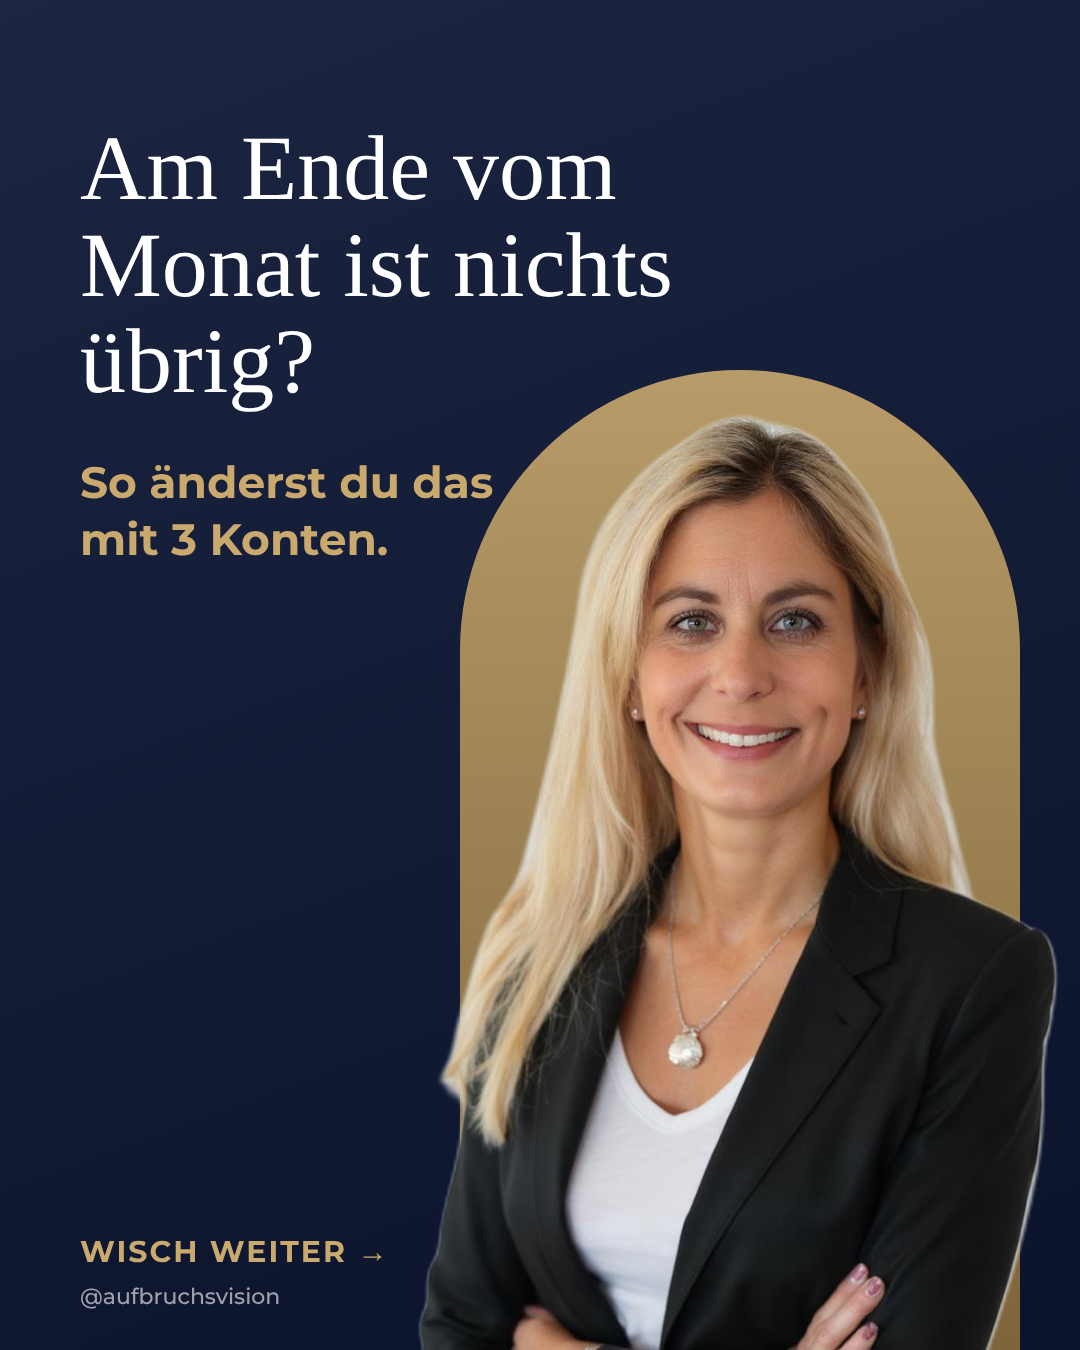 Am Ende vom
Monat ist nichts
übrig?
So änderst du das
mit 3 Konten.
WISCH WEITER →
@aufbruchsvision